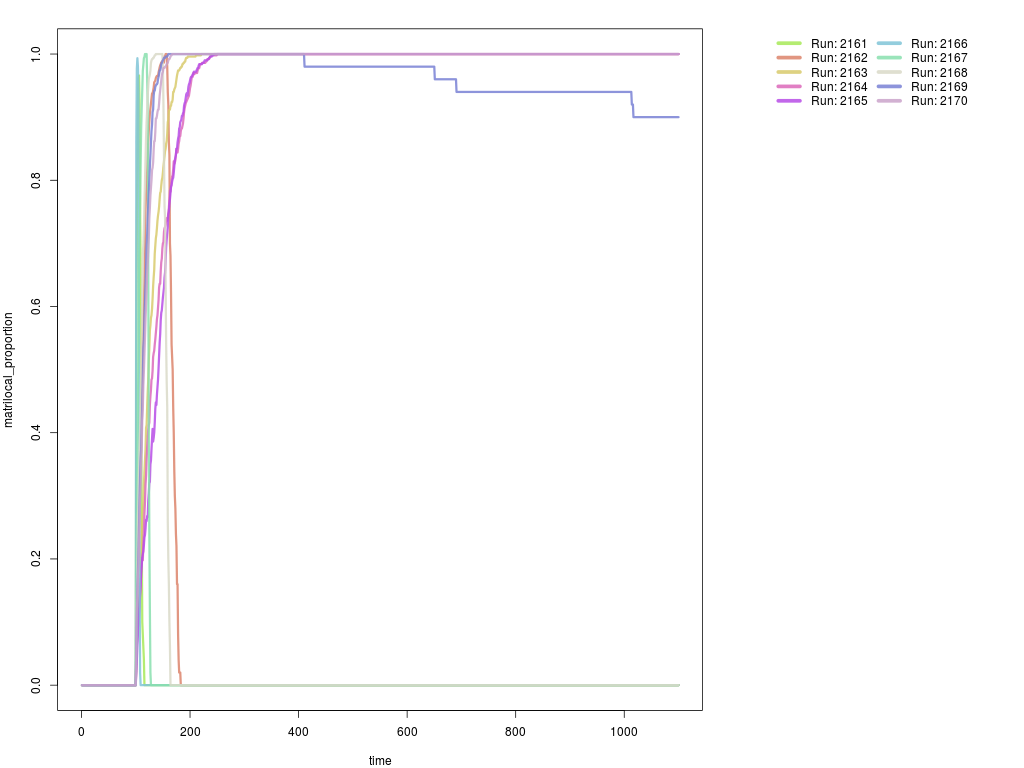 Run: 2161
Run: 2162
Run: 2163
Run: 2164
Run: 2165
Run: 2166
Run: 2167
Run: 2168
Run: 2169
Run: 2170
matrilocal_proportion
1.0
0.8
0.6
0.4
0.2
0.0
0 200 400 600 800 1000
time